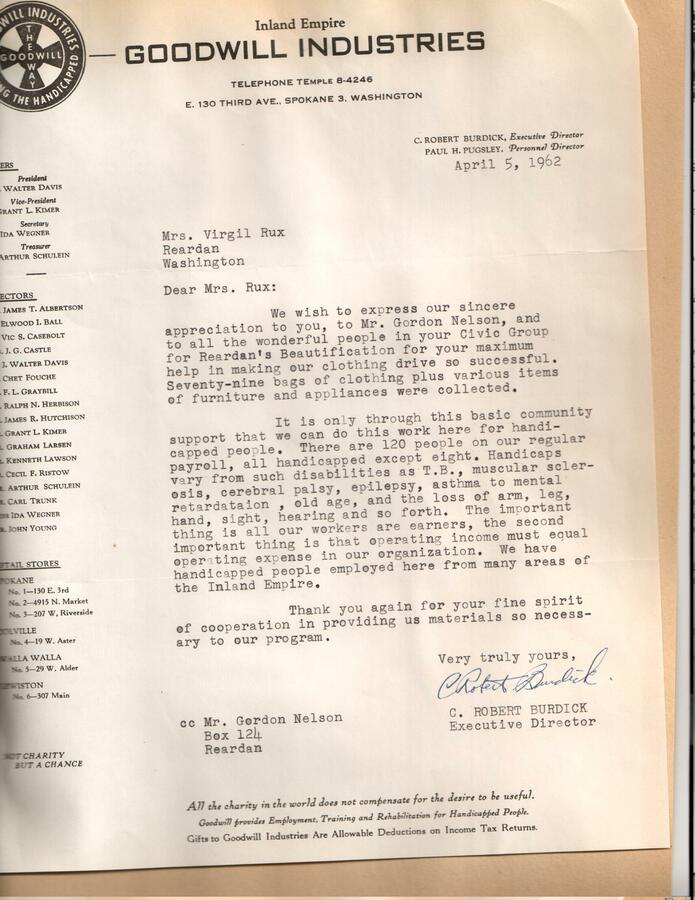 GOODWILL INDUSTRIES
THE WAY
GOODWILL
THE HANDICAPPED
Inland Empire
GOODWILL INDUSTRIES
TELEPHONE TEMPLE 8-4246
E. 130 THIRD AVE., SPOKANE 3, WASHINGTON
C. ROBERT BURDICK, Executive Director
PAUL H. PUGSLEY, Personnel Director
April 5, 1962
President
WALTER DAVIS
Vice-President
GRANT L. KIMER
Secretary
IDA WEGNER
Treasurer
ARTHUR SCHULEIN
JAMES T. ALBERTSON
ELWOOD I. BALL
VIC S. CASEBOLT
J. G. CASTLE
J. WALTER DAVIS
CHET FOUCHE
F. L. GRAYBILL
RALPH N. HERBISON
JAMES R. HUTCHISON
GRANT L. KIMER
GRAHAM LARSEN
KENNETH LAWSON
CECIL F. RISTOW
ARTHUR SCHULEIN
CARL TRUNK
IDA WEGNER
JOHN YOUNG
STORES
No. 1—130 E. 3rd
No. 2—4915 N. Market
No. 3—207 W, Riverside
No. 4—19 W. Aster
WALLA WALLA
No. 5—29 W. Alder
No. 6—307 Main
NOT CHARITY
BUT A CHANCE
Mrs. Virgil Rux
Reardan
Washington
Dear Mrs. Rux:
We wish to express our sincere
appreciation to you, to Mr. Gordon Nelson, and
to all the wonderful people in your Civic Group
for Reardan's Beautification for your maximum
help in making our clothing drive so successful.
Seventy-nine bags of clothing plus various items
of furniture and appliances were collected.
It is only through this basic community
support that we can do this work here for handi-
capped people. There are 120 people on our regular
payroll, all handicapped except eight. Handicaps
vary from such disabilities as T.B., muscular scler-
osis, cerebral palsy, epilepsy, asthma to mental
retardataion , old age, and the loss of arm, leg,
hand, sight, hearing and so forth. The important
thing is all our workers are earners, the second
important thing is that operating income must equal
operating expense in our organization. We have
handicapped people employed here from many areas of
the Inland Empire.
Thank you again for your fine spirit
of cooperation in providing us materials so necess-
ary to our program.
Very truly yours,
C Robert Burdick.
C. ROBERT BURDICK
Executive Director
cc Mr. Gordon Nelson
Box 124
Reardan
All the charity in the world does not compensate for the desire to be useful.
Goodwill provides Employment, Training and Rehabilitation for Handicapped People.
Gifts to Goodwill Industries Are Allowable Deductions on Income Tax Returns.